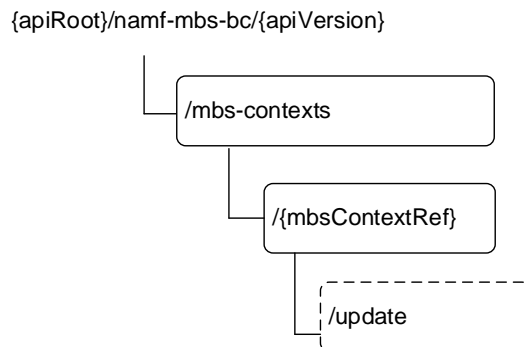 {apiRoot}/namf-mbs-bc/{apiVersion}
/mbs-contexts
/{mbsContextRef}
/update